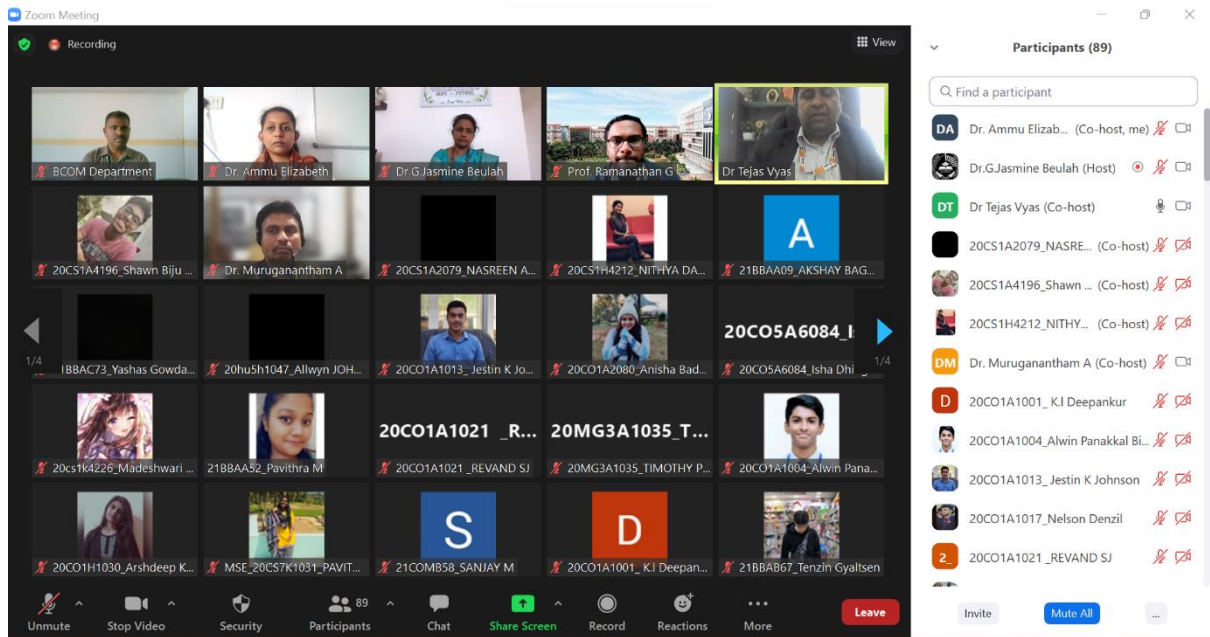 Zoom Meeting
Recording
View
BCOM Department
Dr. Ammu Elizabeth
Dr.G.Jasmine Beulah
Prof. Ramanathan G
Dr Tejas Vyas
20CS1A4196_Shawn Biju ...
Dr. Muruganantham A
20CS1A2079_NASREEN A...
20CS1H4212_NITHYA DA...
A
21BBAA09_AKSHAY BAG...
1/4
1BBAC73_Yashas Gowda...
20hu5h1047_Allwyn JOH...
20CO1A1013_ Jestin K Jo...
20CO1A2080_Anisha Bad...
20CO5A6084_I
20CO5A6084_Isha Dhi
1/4
20cs1k4226_Madeshwari ...
21BBAA52_Pavithra M
20CO1A1021 _R...
20CO1A1021 _REVAND SJ
20MG3A1035_T...
20MG3A1035_TIMOTHY P...
20CO1A1004_Alwin Pana...
20CO1H1030_Arshdeep K...
MSE_20CS7K1031_PAVIT...
S
21COMB58_SANJAY M
D
20CO1A1001_ K.I Deepan...
21BBAB67_Tenzin Gyaltsen
Unmute
Stop Video
Security
89
Participants
Chat
Share Screen
Record
Reactions
More
Leave
Participants (89)
Find a participant
DA Dr. Ammu Elizab... (Co-host, me)
Dr.G.Jasmine Beulah (Host)
DT Dr Tejas Vyas (Co-host)
20CS1A2079_NASRE... (Co-host)
20CS1A4196_Shawn ... (Co-host)
20CS1H4212_NITHY... (Co-host)
DM Dr. Muruganantham A (Co-host)
D 20CO1A1001_ K.I Deepankur
20CO1A1004_Alwin Panakkal Bi...
20CO1A1013_ Jestin K Johnson
20CO1A1017_Nelson Denzil
2_ 20CO1A1021 _REVAND SJ
Invite
Mute All
...